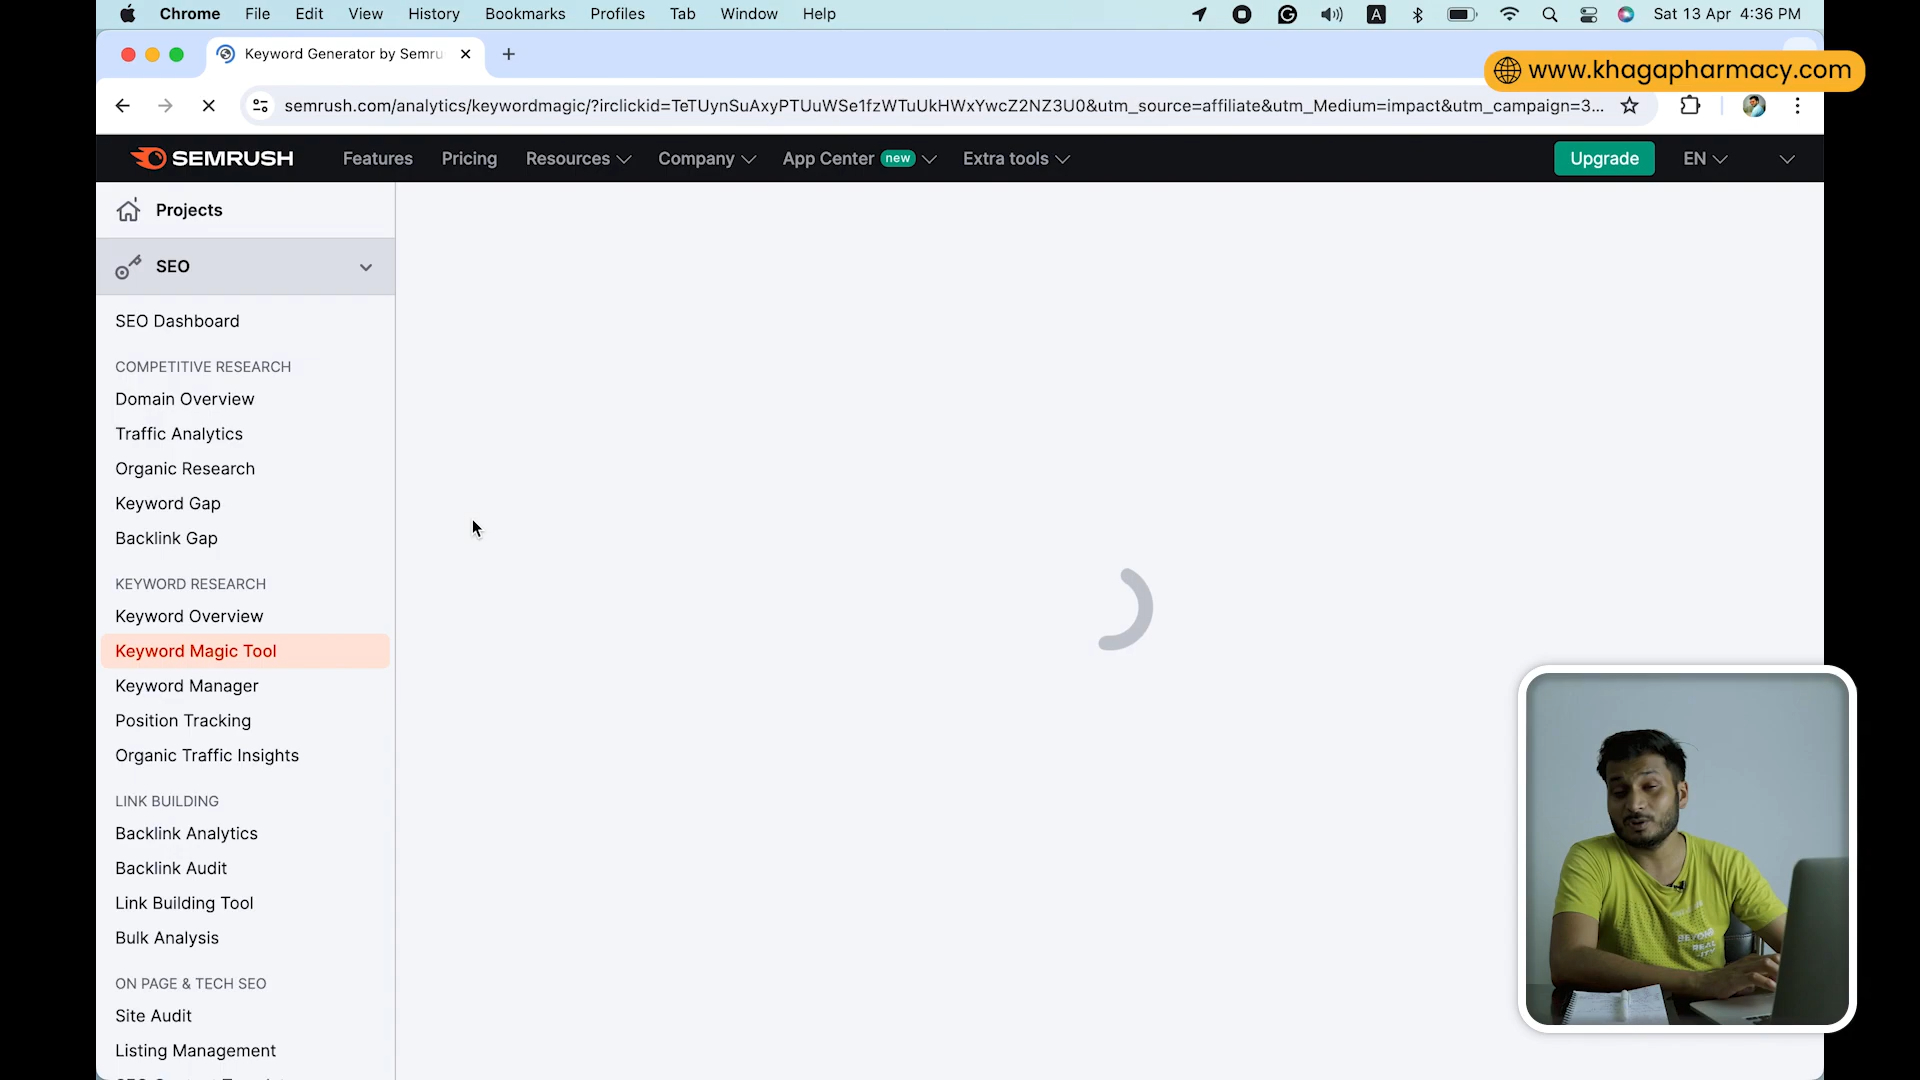 Chrome File Edit View History Bookmarks Profiles Tab Window Help A Sat 13 Apr 4:36 PM
Keyword Generator by Semru
www.khagapharmacy.com
semrush.com/analytics/keywordmagic/?irclickid=TeTUynSuAxyPTUuWSe1fzWTuUkHWxYwcZ2NZ3U0&utm_source=affiliate&utm_Medium=impact&utm_campaign=3...
SEMRUSH Features Pricing Resources Company App Center new Extra tools Upgrade EN
Projects
SEO
SEO Dashboard
COMPETITIVE RESEARCH
Domain Overview
Traffic Analytics
Organic Research
Keyword Gap
Backlink Gap
KEYWORD RESEARCH
Keyword Overview
Keyword Magic Tool
Keyword Manager
Position Tracking
Organic Traffic Insights
LINK BUILDING
Backlink Analytics
Backlink Audit
Link Building Tool
Bulk Analysis
ON PAGE & TECH SEO
Site Audit
Listing Management
BEYOND
REAL